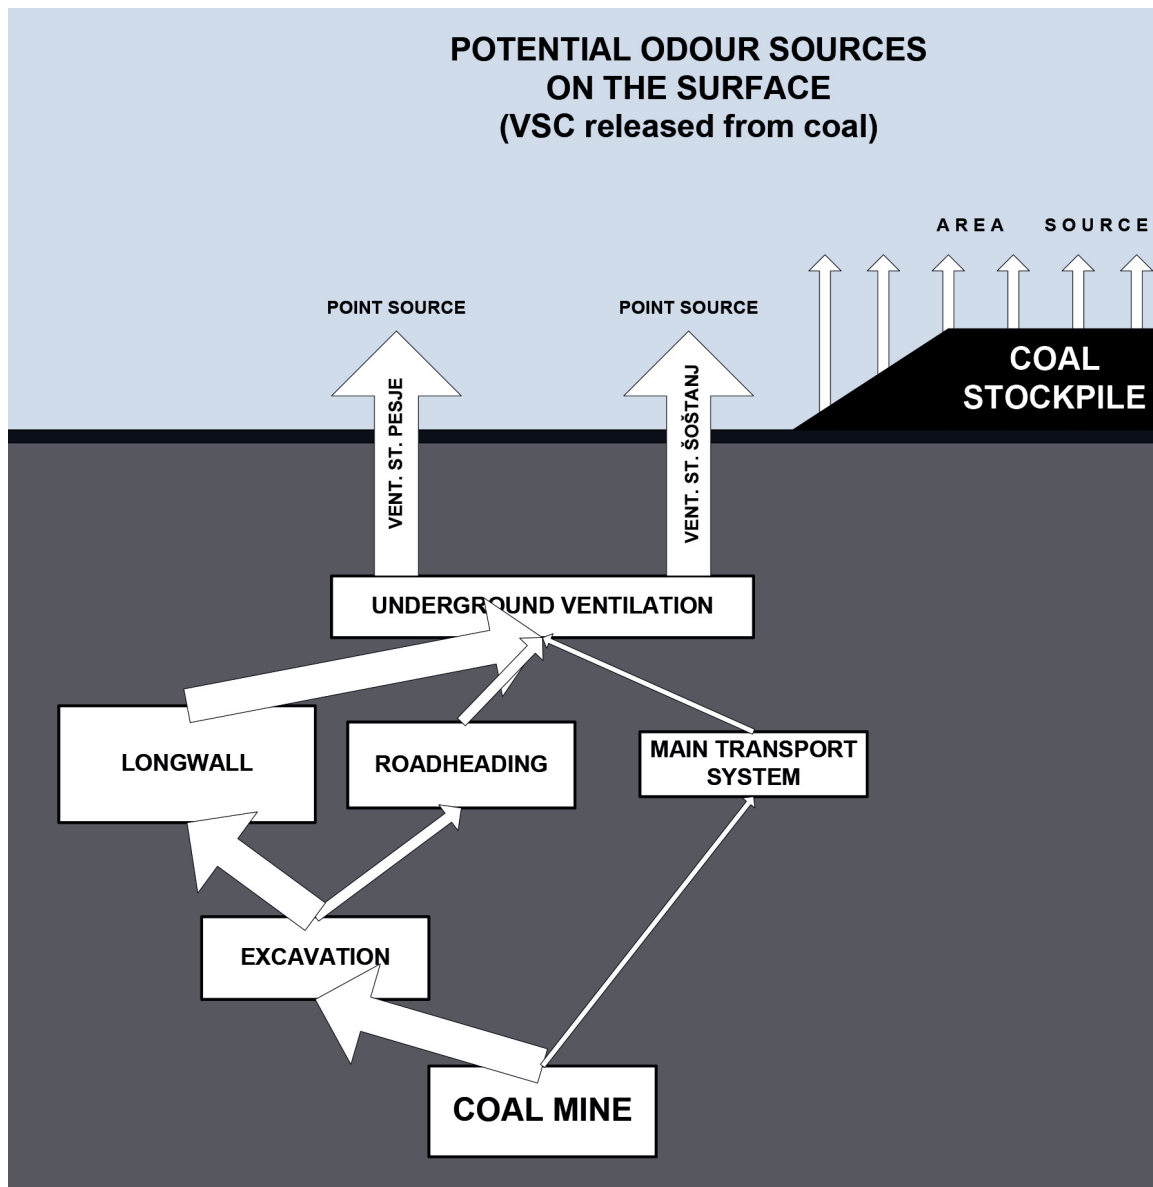 POTENTIAL ODOUR SOURCES
ON THE SURFACE
(VSC released from coal)
AREA SOURCE
POINT SOURCE
POINT SOURCE
COAL
STOCKPILE
VENT. ST. PESJE
VENT. ST. ŠOŠTANJ
UNDERGROUND VENTILATION
LONGWALL
ROADHEADING
MAIN TRANSPORT
SYSTEM
EXCAVATION
COAL MINE